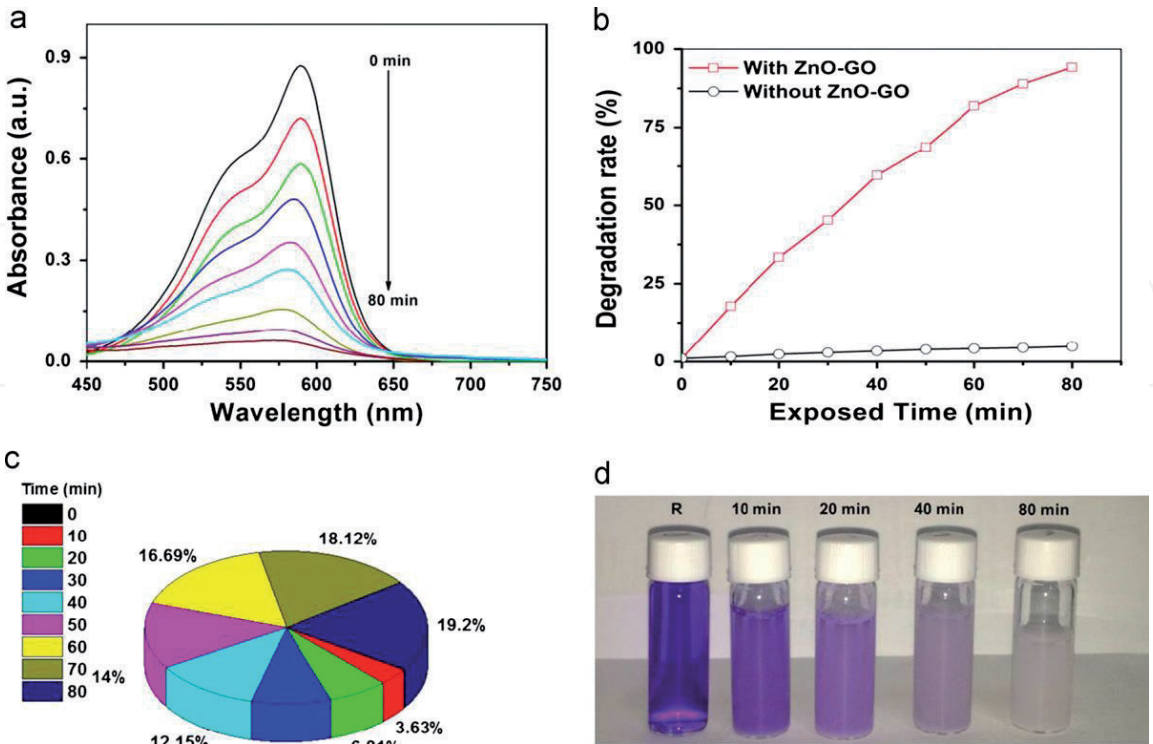 a
0.9
0.6
0.3
0.0
450
500
550
600
650
700
750
Absorbance (a.u.)
Wavelength (nm)
0 min
80 min
b
100
75
50
25
0
0
20
40
60
80
Degradation rate (%)
Exposed Time (min)
With ZnO-GO
Without ZnO-GO
c
Time (min)
0
10
20
30
40
50
60
70
80
16.69%
18.12%
19.2%
14%
12.15%
3.63%
d
R
10 min
20 min
40 min
80 min